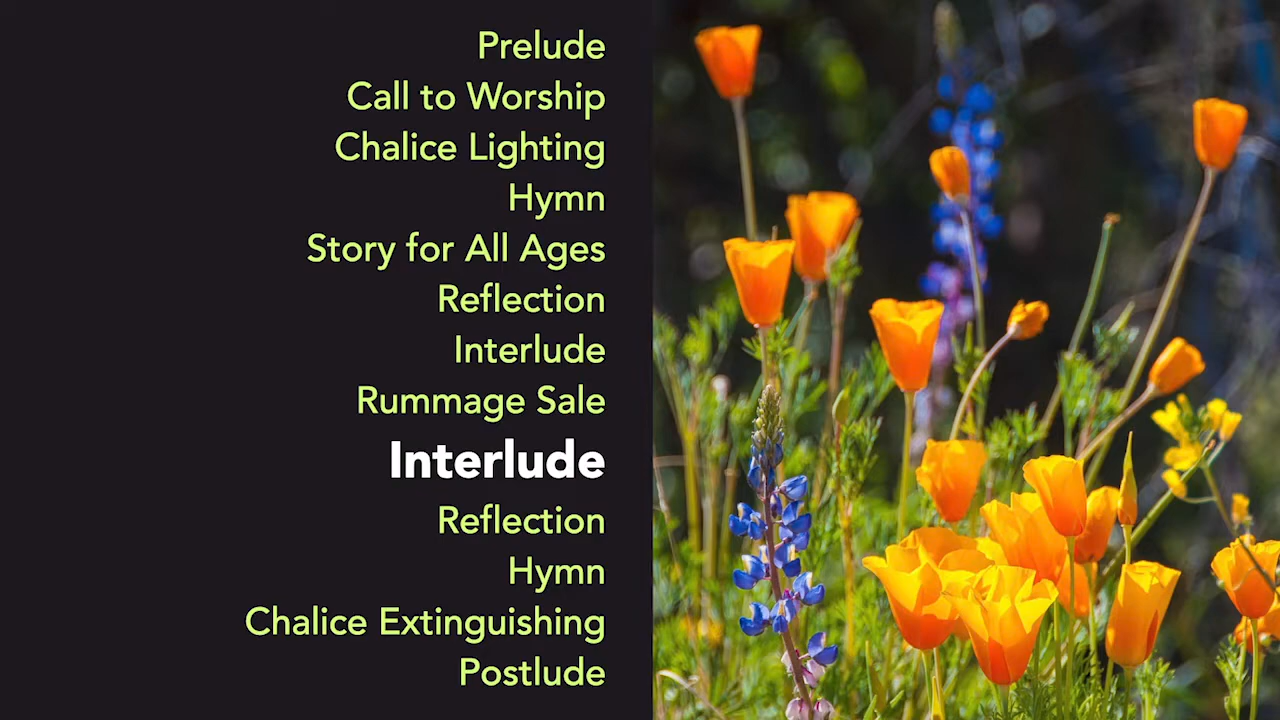 Prelude
Call to Worship
Chalice Lighting
Hymn
Story for All Ages
Reflection
Interlude
Rummage Sale
Interlude
Reflection
Hymn
Chalice Extinguishing
Postlude